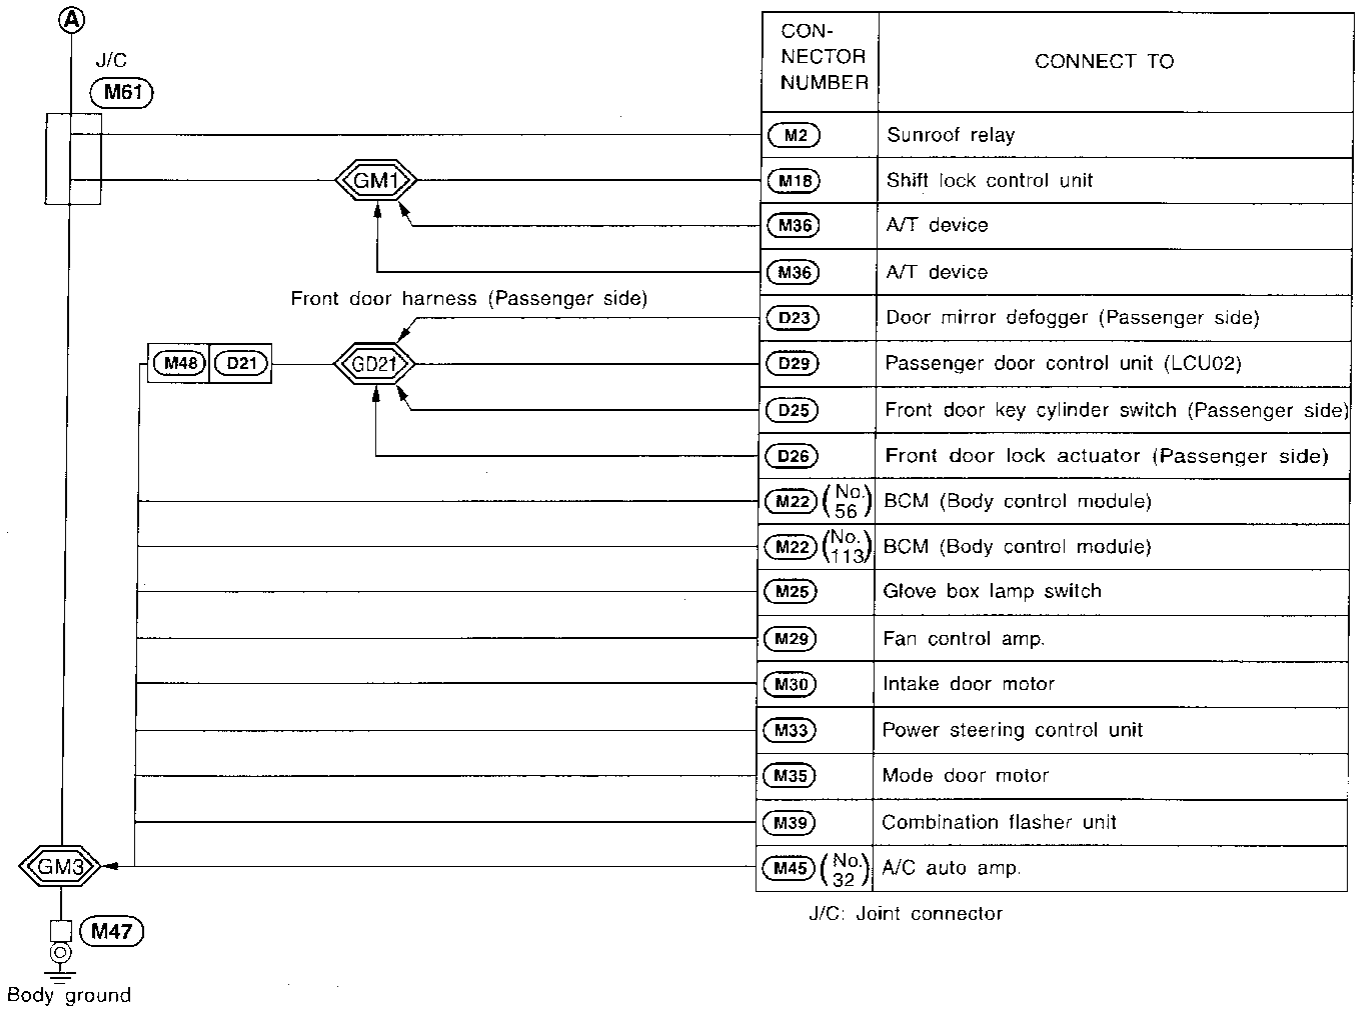 A
J/C
M61
CON-
NECTOR
NUMBER
CONNECT TO
M2 Sunroof relay
GM1
M18 Shift lock control unit
M36 A/T device
M36 A/T device
Front door harness (Passenger side)
D23 Door mirror defogger (Passenger side)
M48 D21 GD21
D29 Passenger door control unit (LCU02)
D25 Front door key cylinder switch (Passenger side)
D26 Front door lock actuator (Passenger side)
M22 (No. 56) BCM (Body control module)
M22 (No. 113) BCM (Body control module)
M25 Glove box lamp switch
M29 Fan control amp.
M30 Intake door motor
M33 Power steering control unit
M35 Mode door motor
M39 Combination flasher unit
GM3
M45 (No. 32) A/C auto amp.
J/C: Joint connector
M47
Body ground